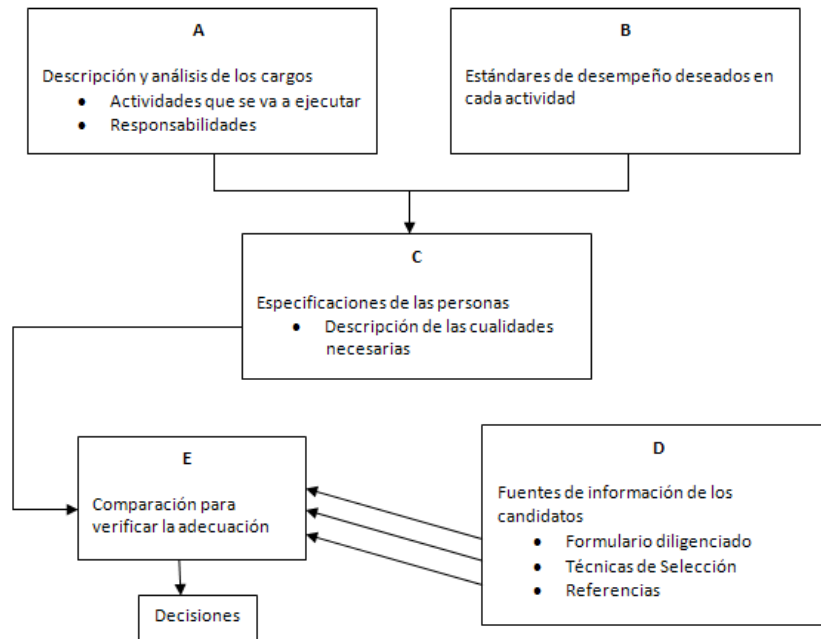 A
Descripción y análisis de los cargos
• Actividades que se va a ejecutar
• Responsabilidades
B
Estándares de desempeño deseados en
cada actividad
C
Especificaciones de las personas
• Descripción de las cualidades
necesarias
E
Comparación para
verificar la adecuación
D
Fuentes de información de los
candidatos
• Formulario diligenciado
• Técnicas de Selección
• Referencias
Decisiones